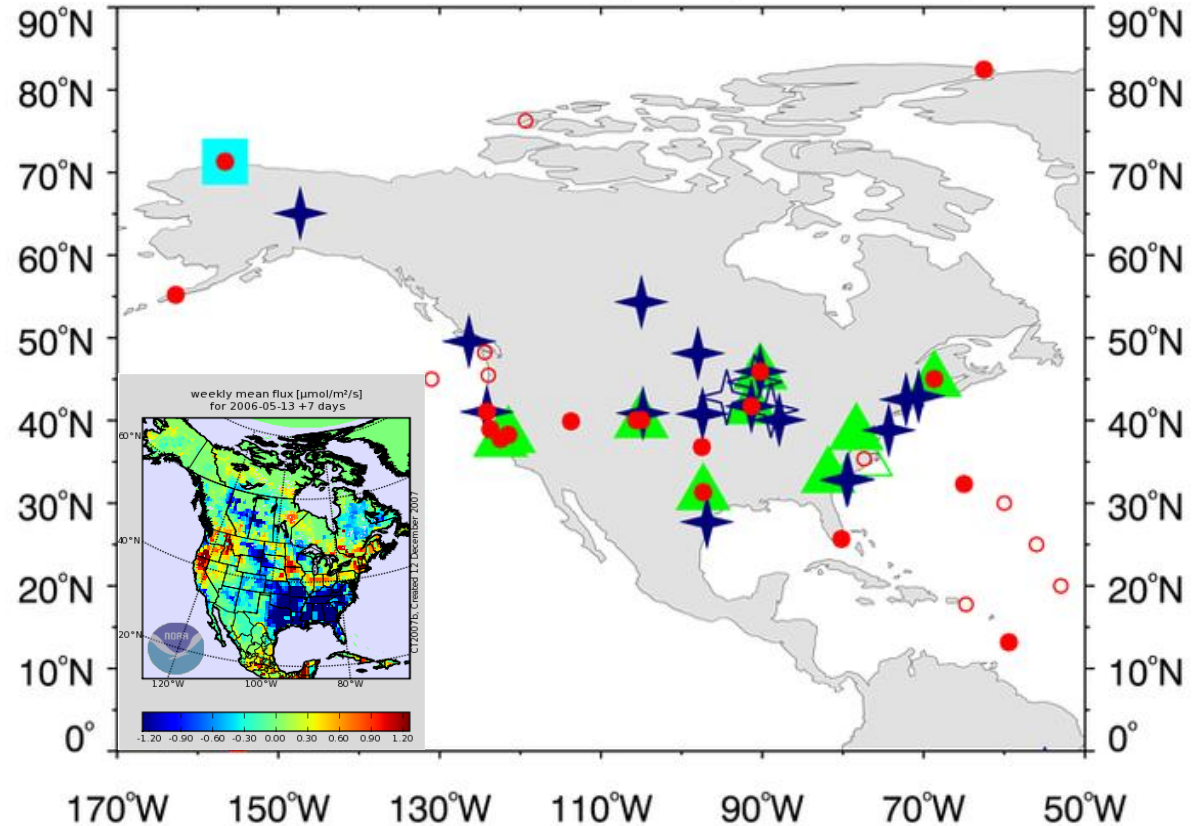 90°N 90°N
80°N 80°N
70°N 70°N
60°N 60°N
50°N 50°N
40°N 40°N
30°N 30°N
20°N 20°N
10°N 10°N
0° 0°
170°W 150°W 130°W 110°W 90°W 70°W 50°W
weekly mean flux [µmol/m²/s]
for 2006-05-13 +7 days
60°N
40°N
20°N
120°W 100°W 80°W
CT2007b, Created 12 December 2007
NOAA
-1.20 -0.90 -0.60 -0.30 0.00 0.30 0.60 0.90 1.20